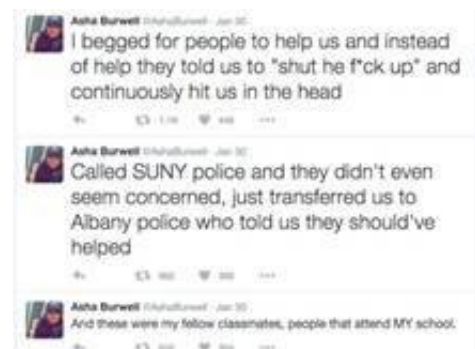 Asha Burwell
I begged for people to help us and instead
of help they told us to "shut he f*ck up" and
continuously hit us in the head
Asha Burwell
Called SUNY police and they didn't even
seem concerned, just transferred us to
Albany police who told us they should've
helped
Asha Burwell
And these were my fellow classmates, people that attend MY school.